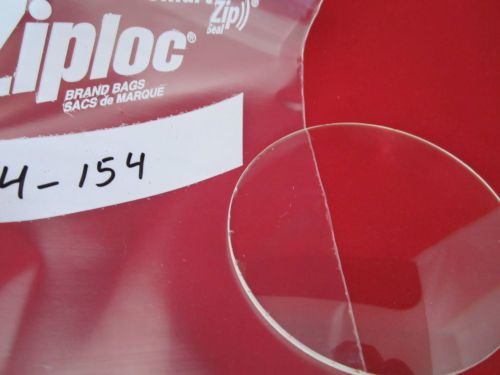 Zip®
Seal
Ziploc®
BRAND BAGS
SACS de MARQUE
4-154